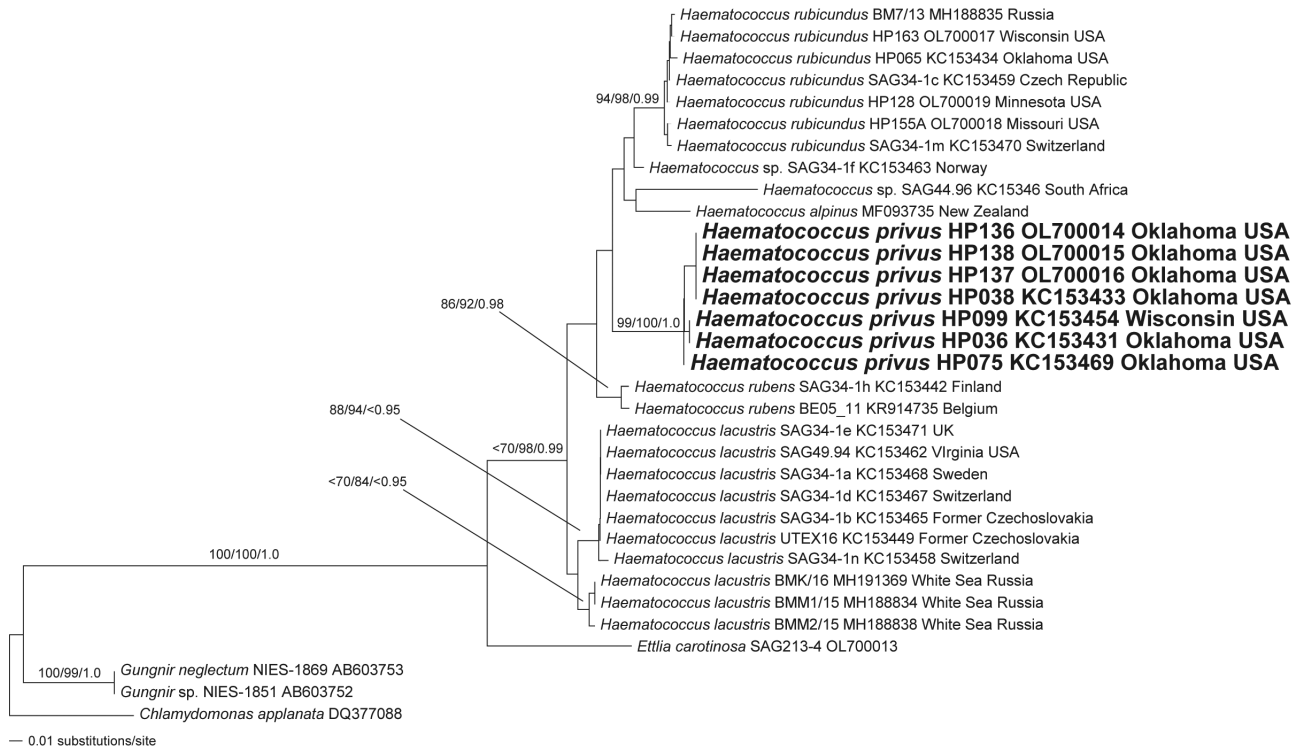 Haematococcus rubicundus BM7/13 MH188835 Russia
Haematococcus rubicundus HP163 OL700017 Wisconsin USA
Haematococcus rubicundus HP065 KC153434 Oklahoma USA
Haematococcus rubicundus SAG34-1c KC153459 Czech Republic
94/98/0.99
Haematococcus rubicundus HP128 OL700019 Minnesota USA
Haematococcus rubicundus HP155A OL700018 Missouri USA
Haematococcus rubicundus SAG34-1m KC153470 Switzerland
Haematococcus sp. SAG34-1f KC153463 Norway
Haematococcus sp. SAG44.96 KC15346 South Africa
Haematococcus alpinus MF093735 New Zealand
Haematococcus privus HP136 OL700014 Oklahoma USA
Haematococcus privus HP138 OL700015 Oklahoma USA
Haematococcus privus HP137 OL700016 Oklahoma USA
Haematococcus privus HP038 KC153433 Oklahoma USA
86/92/0.98
99/100/1.0
Haematococcus privus HP099 KC153454 Wisconsin USA
Haematococcus privus HP036 KC153431 Oklahoma USA
Haematococcus privus HP075 KC153469 Oklahoma USA
Haematococcus rubens SAG34-1h KC153442 Finland
Haematococcus rubens BE05_11 KR914735 Belgium
88/94/<0.95
Haematococcus lacustris SAG34-1e KC153471 UK
<70/98/0.99
Haematococcus lacustris SAG49.94 KC153462 VIrginia USA
Haematococcus lacustris SAG34-1a KC153468 Sweden
<70/84/<0.95
Haematococcus lacustris SAG34-1d KC153467 Switzerland
Haematococcus lacustris SAG34-1b KC153465 Former Czechoslovakia
Haematococcus lacustris UTEX16 KC153449 Former Czechoslovakia
100/100/1.0
Haematococcus lacustris SAG34-1n KC153458 Switzerland
Haematococcus lacustris BMK/16 MH191369 White Sea Russia
Haematococcus lacustris BMM1/15 MH188834 White Sea Russia
Haematococcus lacustris BMM2/15 MH188838 White Sea Russia
Ettlia carotinosa SAG213-4 OL700013
100/99/1.0
Gungnir neglectum NIES-1869 AB603753
Gungnir sp. NIES-1851 AB603752
Chlamydomonas applanata DQ377088
0.01 substitutions/site